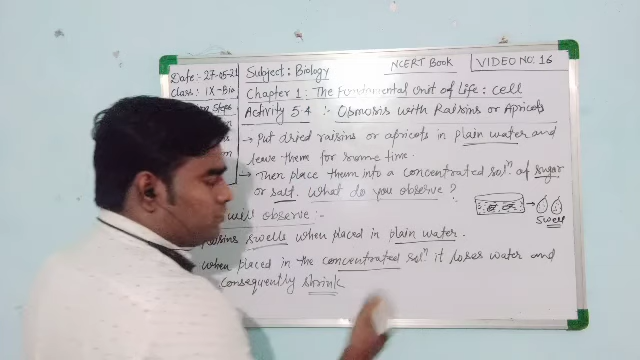 Date:- 27-05-21
Subject: Biology
NCERT Book
VIDEO NO: 16
Class: IX-Bio
Chapter 1: The Fundamental Unit of Life: Cell
Steps
Activity 5.4 :- Osmosis with Raisins or Apricots
→ Put dried raisins or apricots in plain water and
leave them for some time.
→ Then place them into a concentrated solⁿ of sugar
or salt. What do you observe?
will observe:-
swells when placed in plain water.
→ Swell
when placed in the concentrated solⁿ it loses water and
consequently shrink